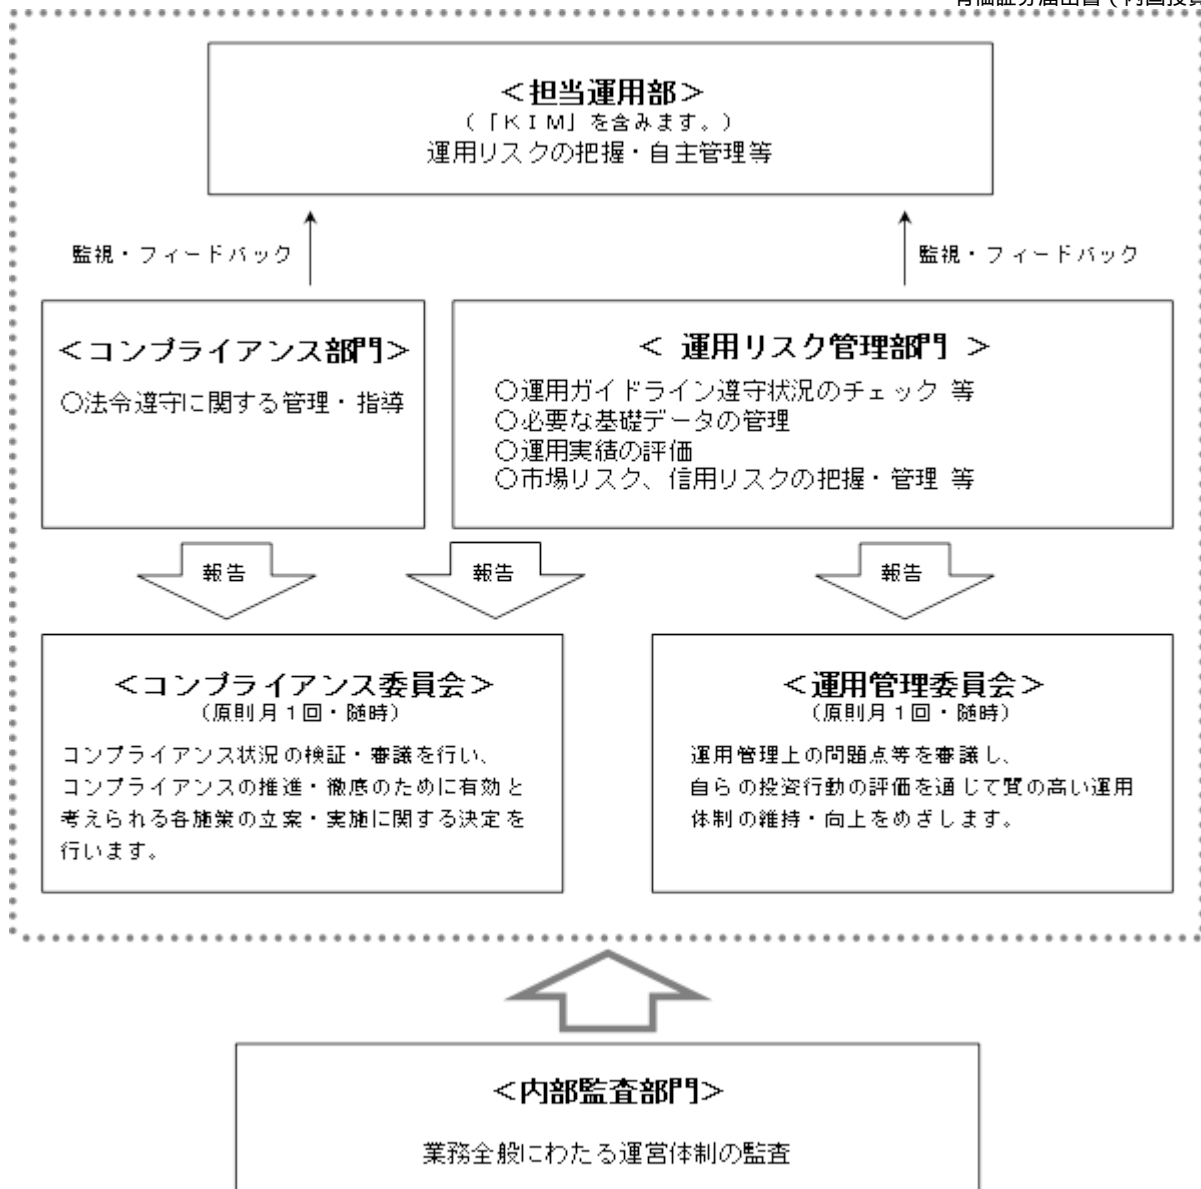 ＜担当運用部＞
（「ＫＩＭ」を含みます。）
運用リスクの把握・自主管理等
監視・フィードバック
監視・フィードバック
＜コンプライアンス部門＞
○法令遵守に関する管理・指導
＜ 運用リスク管理部門 ＞
○運用ガイドライン遵守状況のチェック 等
○必要な基礎データの管理
○運用実績の評価
○市場リスク、信用リスクの把握・管理 等
報告
報告
報告
＜コンプライアンス委員会＞
（原則月１回・随時）
コンプライアンス状況の検証・審議を行い、
コンプライアンスの推進・徹底のために有効と
考えられる各施策の立案・実施に関する決定を
行います。
＜運用管理委員会＞
（原則月１回・随時）
運用管理上の問題点等を審議し、
自らの投資行動の評価を通じて質の高い運用
体制の維持・向上をめざします。
＜内部監査部門＞
業務全般にわたる運営体制の監査